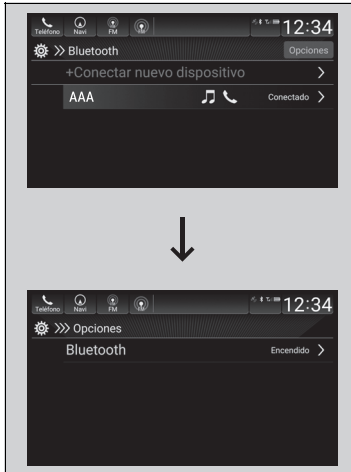 Teléfono Navi FM
12:34
Bluetooth Opciones
+Conectar nuevo dispositivo
AAA Conectado
Teléfono Navi FM
12:34
Opciones
Bluetooth Encendido